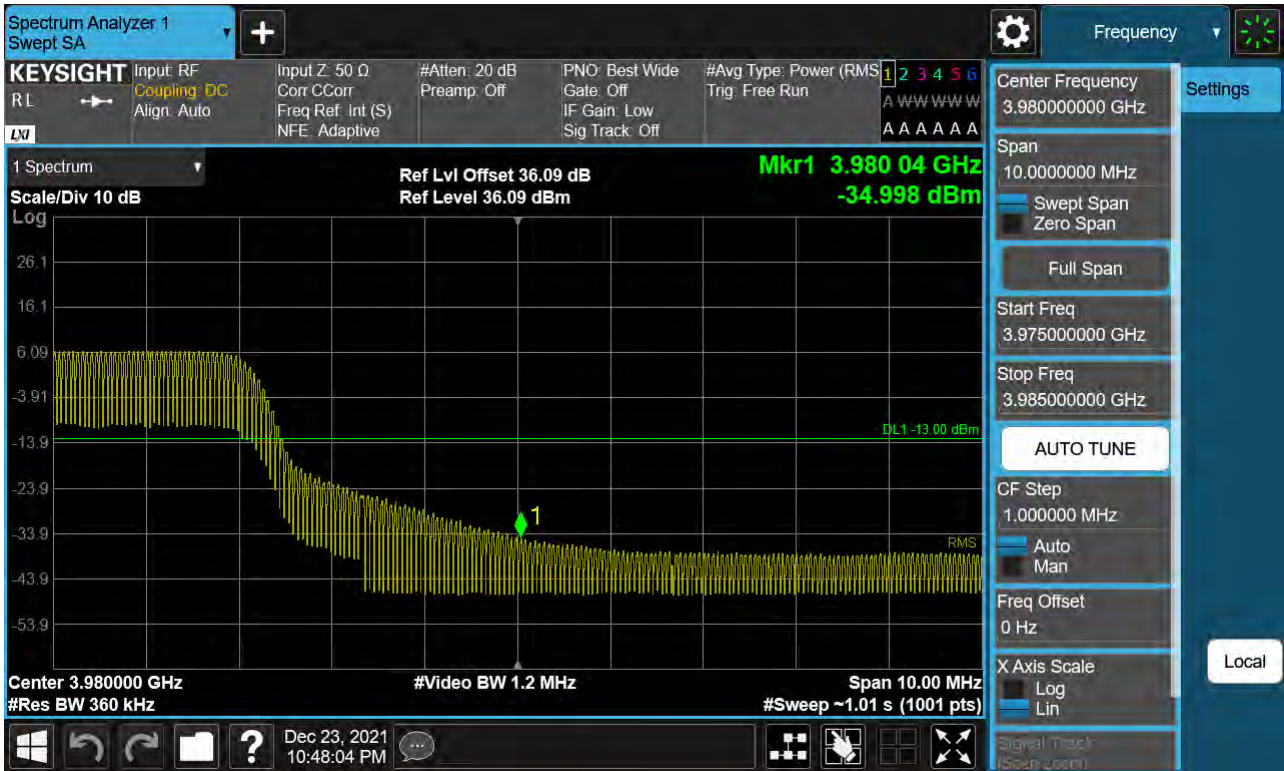 Spectrum Analyzer 1
Swept SA
+
Frequency
KEYSIGHT
RL
LXI
Input: RF
Coupling: DC
Align: Auto
Input Z: 50 Ω
Corr CCorr
Freq Ref: Int (S)
NFE: Adaptive
#Atten: 20 dB
Preamp: Off
PNO: Best Wide
Gate: Off
IF Gain: Low
Sig Track: Off
#Avg Type: Power (RMS
Trig: Free Run
1 2 3 4 5 6
A W W W W W
A A A A A A
1 Spectrum
Scale/Div 10 dB
Log
Ref Lvl Offset 36.09 dB
Ref Level 36.09 dBm
Mkr1 3.980 04 GHz
-34.998 dBm
26.1
16.1
6.09
-3.91
-13.9
-23.9
-33.9
-43.9
-53.9
DL1 -13.00 dBm
1
RMS
Center 3.980000 GHz
#Video BW 1.2 MHz
Span 10.00 MHz
#Res BW 360 kHz
#Sweep ~1.01 s (1001 pts)
Center Frequency
3.980000000 GHz
Settings
Span
10.0000000 MHz
Swept Span
Zero Span
Full Span
Start Freq
3.975000000 GHz
Stop Freq
3.985000000 GHz
AUTO TUNE
CF Step
1.000000 MHz
Auto
Man
Freq Offset
0 Hz
X Axis Scale
Log
Lin
Signal Track
(Span Zoom)
Local
?
Dec 23, 2021
10:48:04 PM